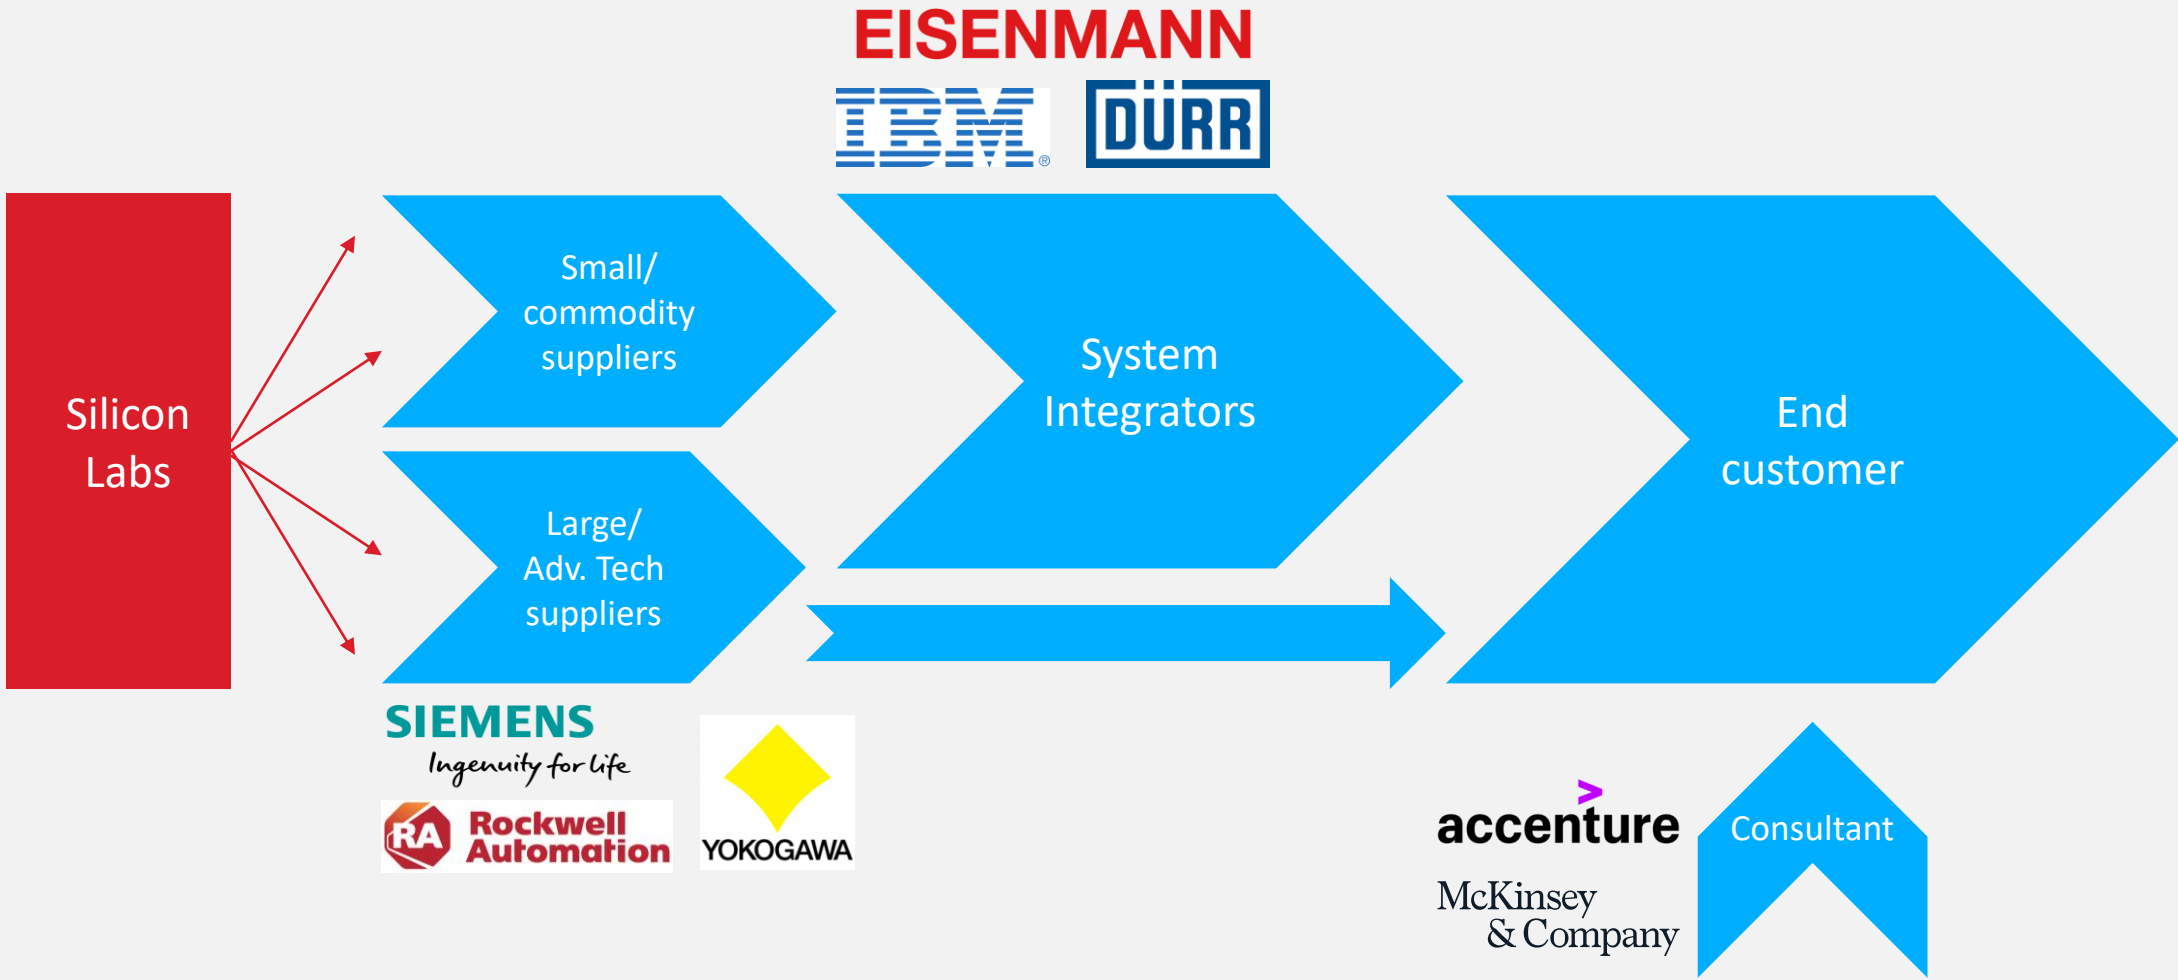 EISENMANN
IBM®
DÜRR
Silicon
Labs
Small/
commodity
suppliers
Large/
Adv. Tech
suppliers
System
Integrators
End
customer
SIEMENS
Ingenuity for life
RA
Rockwell
Automation
YOKOGAWA
accenture
McKinsey
& Company
Consultant